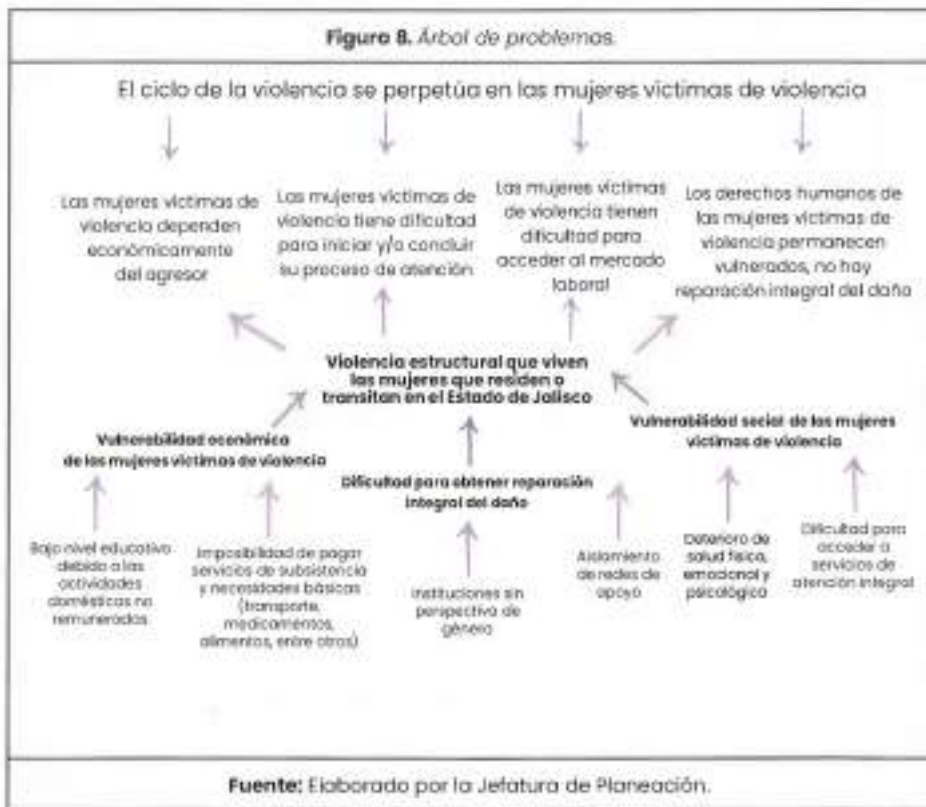 Figura 8. Árbol de problemas.
El ciclo de la violencia se perpetúa en las mujeres víctimas de violencia
Las mujeres víctimas de
violencia dependen
económicamente
del agresor
Las mujeres víctimas de
violencia tiene dificultad
para iniciar y/o concluir
su proceso de atención
Las mujeres víctimas
de violencia tienen
dificultad para
acceder al mercado
laboral
Los derechos humanos de
las mujeres víctimas de
violencia permanecen
vulnerados, no hay
reparación integral del daño
Violencia estructural que viven
las mujeres que residen o
transitan en el Estado de Jalisco
Vulnerabilidad económica
de las mujeres víctimas de violencia
Dificultad para obtener reparación
integral del daño
Vulnerabilidad social de las mujeres
víctimas de violencia
Bajo nivel educativo
debido a las
actividades
domésticas no
remuneradas
Imposibilidad de pagar
servicios de subsistencia
y necesidades básicas
(transporte,
medicamentos,
alimentos, entre otros)
Instituciones sin
perspectiva de
género
Aislamiento
de redes de
apoyo
Deterioro de
salud física,
emocional y
psicológica
Dificultad para
acceder a
servicios de
atención integral
Fuente: Elaborado por la Jefatura de Planeación.